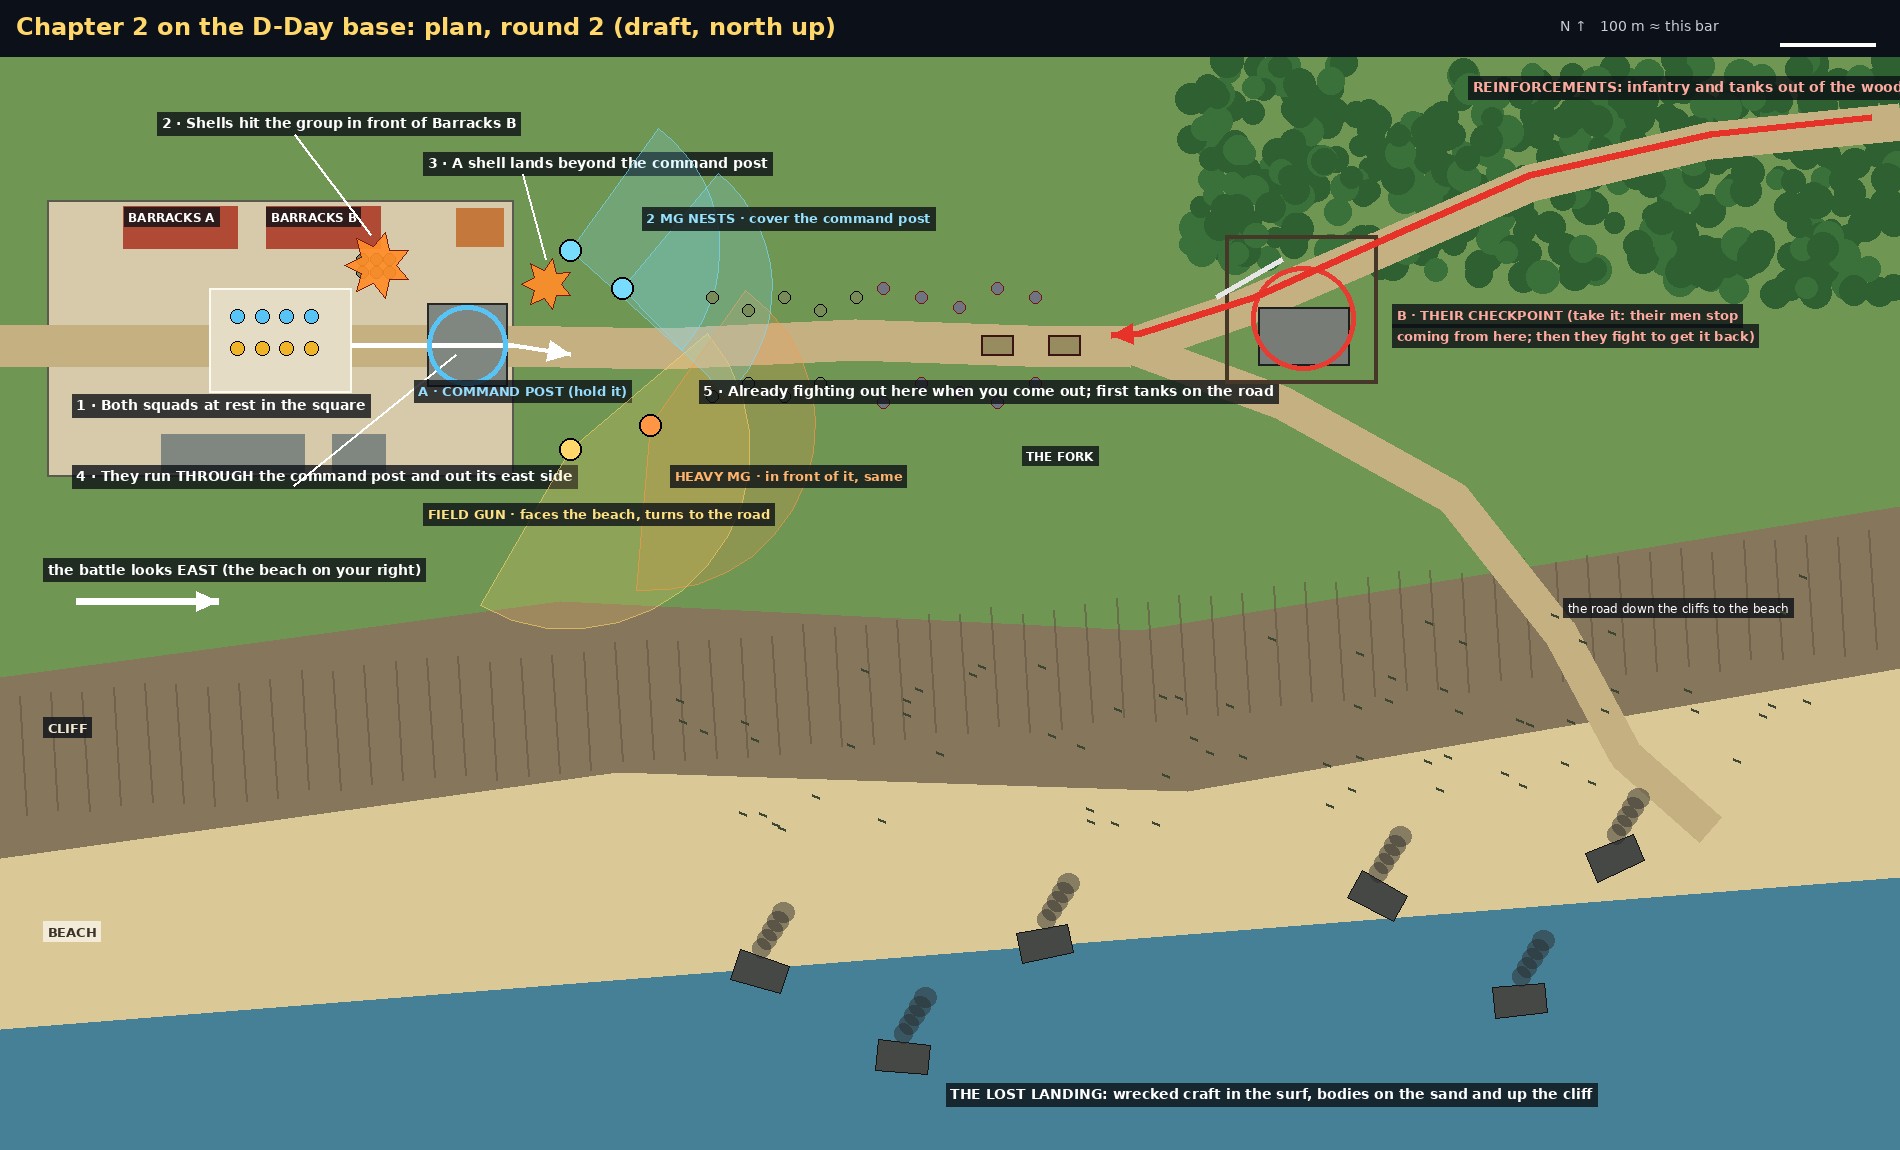 Chapter 2 on the D-Day base: plan, round 2 (draft, north up)
N ↑ 100 m ≈ this bar
REINFORCEMENTS: infantry and tanks out of the wood
2 · Shells hit the group in front of Barracks B
3 · A shell lands beyond the command post
BARRACKS A
BARRACKS B
2 MG NESTS · cover the command post
B · THEIR CHECKPOINT (take it: their men stop
coming from here; then they fight to get it back)
A · COMMAND POST (hold it)
5 · Already fighting out here when you come out; first tanks on the road
1 · Both squads at rest in the square
THE FORK
4 · They run THROUGH the command post and out its east side
HEAVY MG · in front of it, same
FIELD GUN · faces the beach, turns to the road
the battle looks EAST (the beach on your right)
the road down the cliffs to the beach
CLIFF
BEACH
THE LOST LANDING: wrecked craft in the surf, bodies on the sand and up the cliff